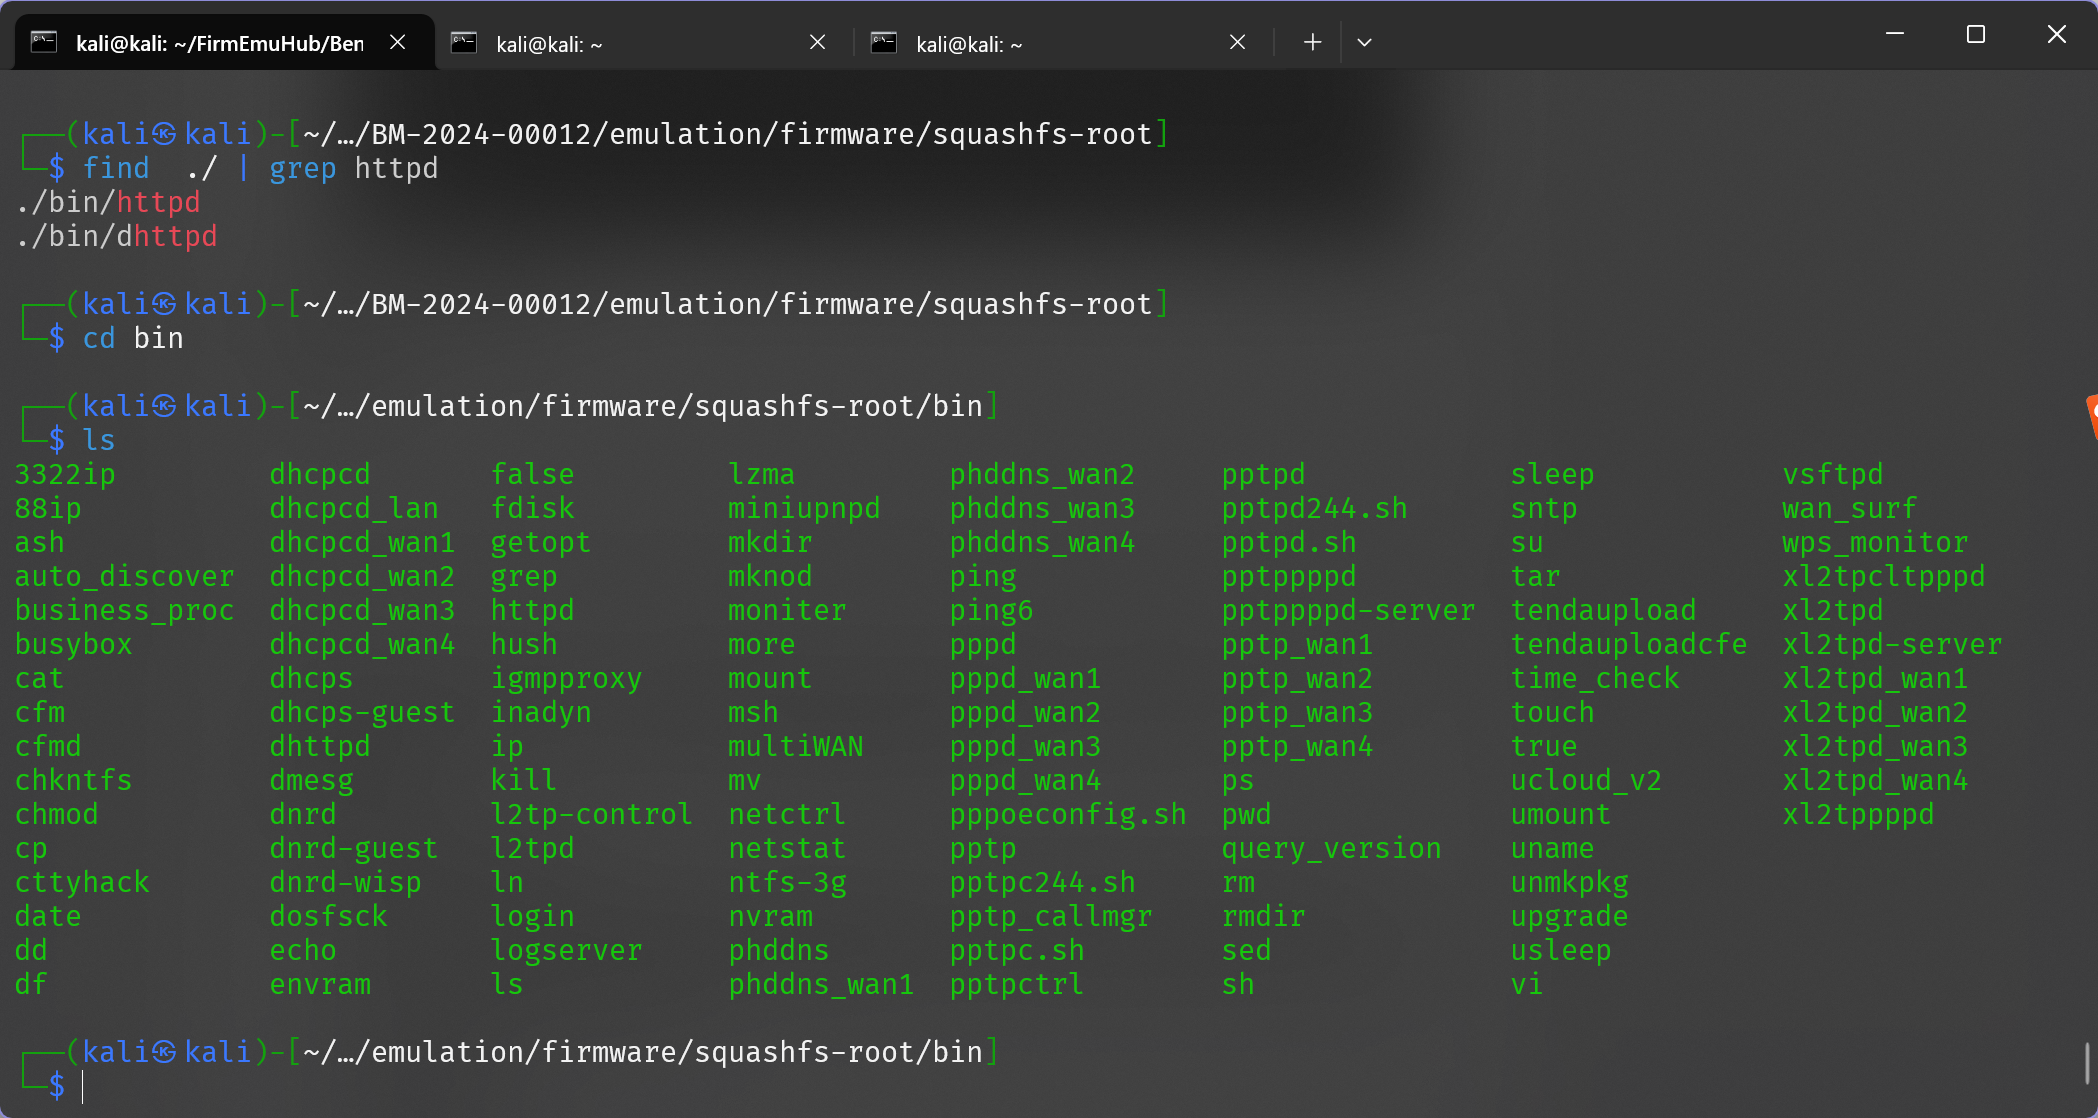 kali@kali: ~/FirmEmuHub/Ben kali@kali: ~ kali@kali: ~
(kali㉿kali)-[~/…/BM-2024-00012/emulation/firmware/squashfs-root]
$ find  ./ | grep httpd
./bin/httpd
./bin/dhttpd
(kali㉿kali)-[~/…/BM-2024-00012/emulation/firmware/squashfs-root]
$ cd bin
(kali㉿kali)-[~/…/emulation/firmware/squashfs-root/bin]
$ ls
3322ip dhcpcd false lzma phddns_wan2 pptpd sleep vsftpd
88ip dhcpcd_lan fdisk miniupnpd phddns_wan3 pptpd244.sh sntp wan_surf
ash dhcpcd_wan1 getopt mkdir phddns_wan4 pptpd.sh su wps_monitor
auto_discover dhcpcd_wan2 grep mknod ping pptppppd tar xl2tpcltpppd
business_proc dhcpcd_wan3 httpd moniter ping6 pptppppd-server tendaupload xl2tpd
busybox dhcpcd_wan4 hush more pppd pptp_wan1 tendauploadcfe xl2tpd-server
cat dhcps igmpproxy mount pppd_wan1 pptp_wan2 time_check xl2tpd_wan1
cfm dhcps-guest inadyn msh pppd_wan2 pptp_wan3 touch xl2tpd_wan2
cfmd dhttpd ip multiWAN pppd_wan3 pptp_wan4 true xl2tpd_wan3
chkntfs dmesg kill mv pppd_wan4 ps ucloud_v2 xl2tpd_wan4
chmod dnrd l2tp-control netctrl pppoeconfig.sh pwd umount xl2tppppd
cp dnrd-guest l2tpd netstat pptp query_version uname
cttyhack dnrd-wisp ln ntfs-3g pptpc244.sh rm unmkpkg
date dosfsck login nvram pptp_callmgr rmdir upgrade
dd echo logserver phddns pptpc.sh sed usleep
df envram ls phddns_wan1 pptpctrl sh vi
(kali㉿kali)-[~/…/emulation/firmware/squashfs-root/bin]
$